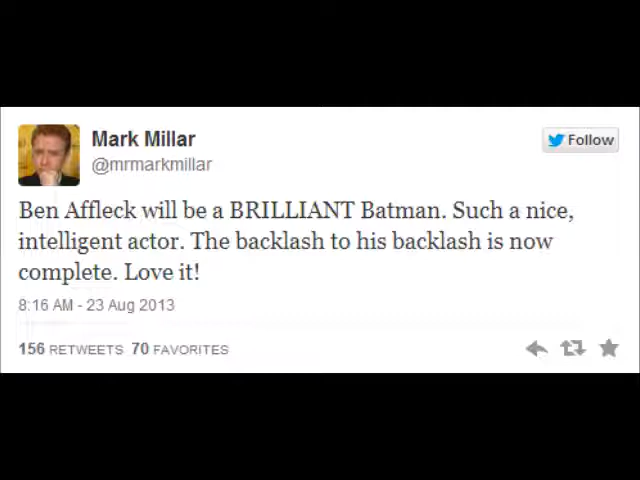 Mark Millar
@mrmarkmillar
Follow
Ben Affleck will be a BRILLIANT Batman. Such a nice,
intelligent actor. The backlash to his backlash is now
complete. Love it!
8:16 AM - 23 Aug 2013
156 RETWEETS 70 FAVORITES